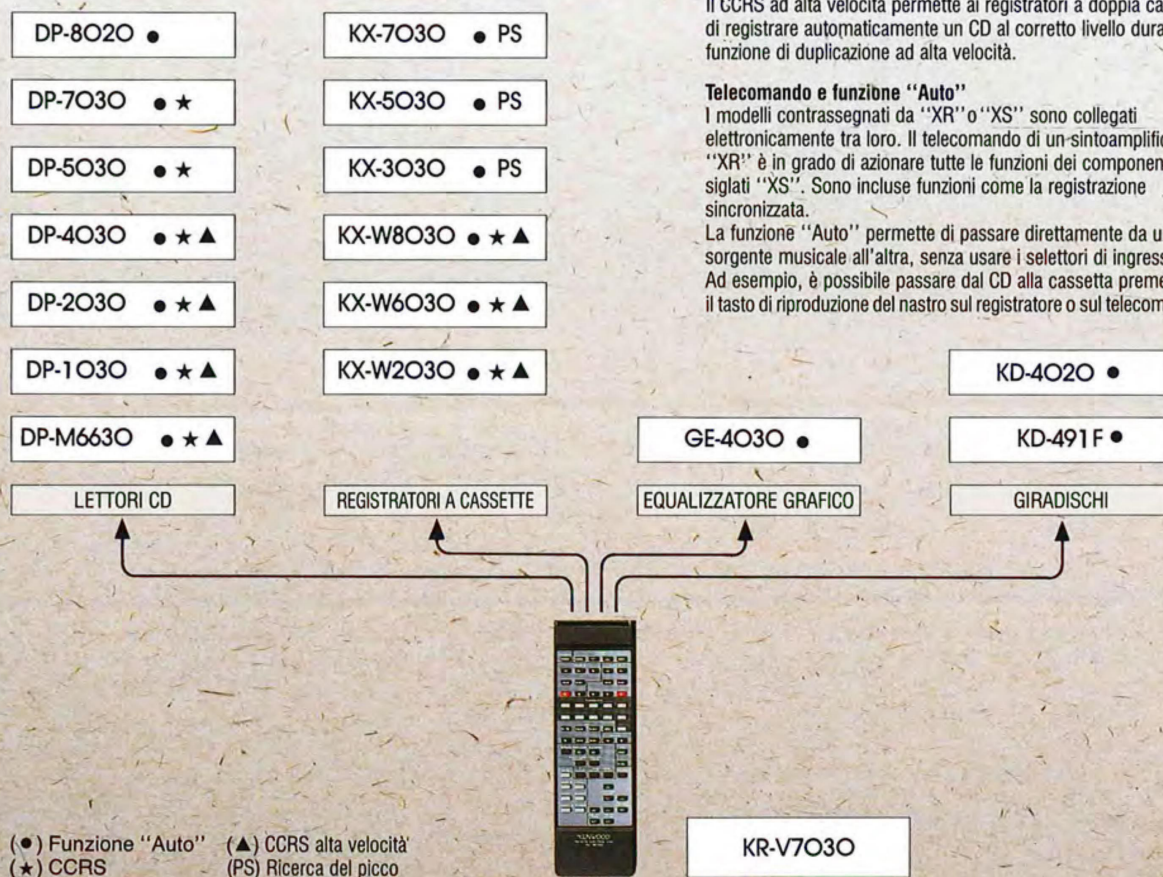 Il CCRS ad alta velocità permette ai registratori a doppia
di registrare automaticamente un CD al corretto livello
funzione di duplicazione ad alta velocità.
Telecomando e funzione "Auto"
I modelli contrassegnati da "XR" o "XS" sono collegati
elettronicamente tra loro. Il telecomando di un
"XR" è in grado di azionare tutte le funzioni dei
siglati "XS". Sono incluse funzioni come la registrazione
sincronizzata.
La funzione "Auto" permette di passare direttamente da
sorgente musicale all'altra, senza usare i selettori di
Ad esempio, è possibile passare dal CD alla cassetta
il tasto di riproduzione del nastro sul registratore o sul
DP-8020 ●
DP-7030 ● ★
DP-5030 ● ★
DP-4030 ● ★ ▲
DP-2030 ● ★ ▲
DP-1030 ● ★ ▲
DP-M6630 ● ★ ▲
LETTORI CD
KX-7030 ● PS
KX-5030 ● PS
KX-3030 ● PS
KX-W8030 ● ★ ▲
KX-W6030 ● ★ ▲
KX-W2030 ● ★ ▲
REGISTRATORI A CASSETTE
GE-4030 ●
EQUALIZZATORE GRAFICO
KD-4020 ●
KD-491F ●
GIRADISCHI
KENWOOD
(●) Funzione "Auto" (▲) CCRS alta velocità'
(★) CCRS (PS) Ricerca del picco
KR-V7030